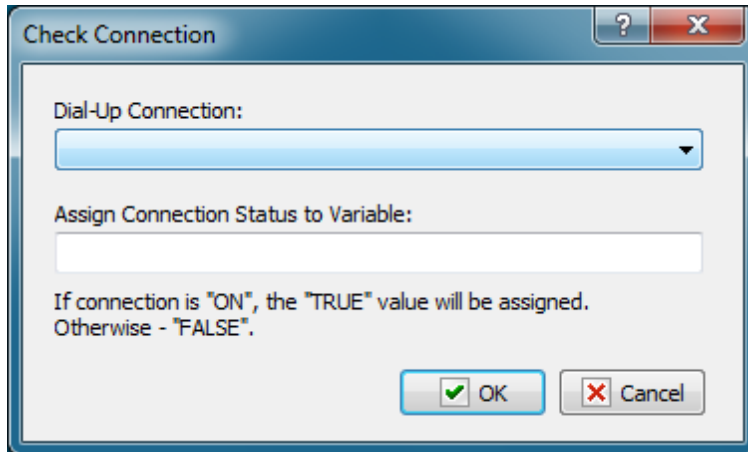 Check Connection
?
Dial-Up Connection:
Assign Connection Status to Variable:
If connection is "ON", the "TRUE" value will be assigned.
Otherwise - "FALSE".
OK Cancel